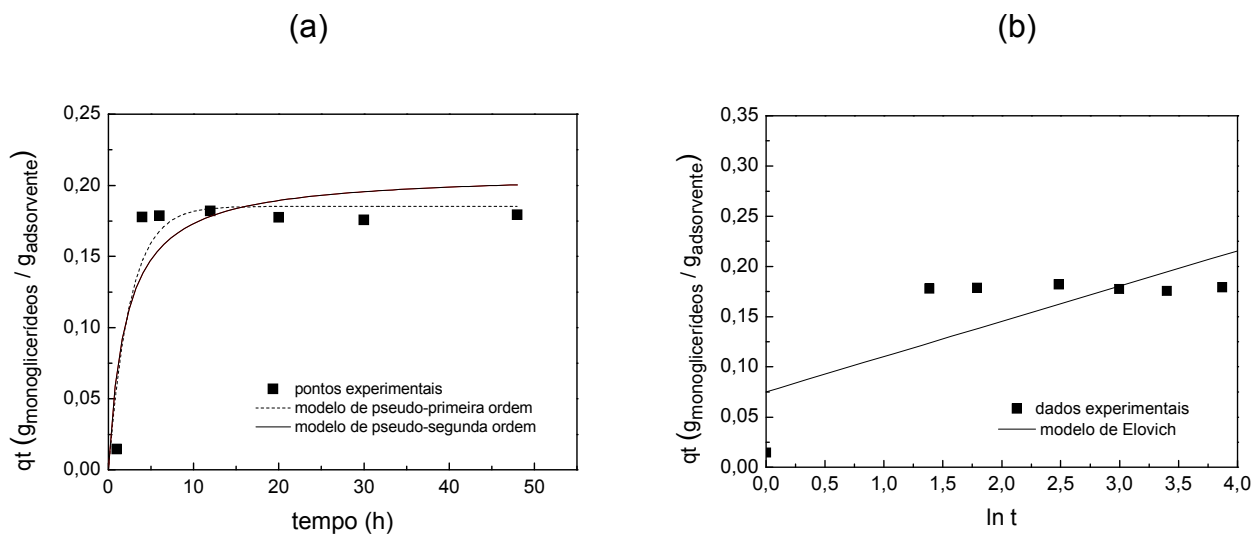 (a)
(b)
qt (gmonoglicerídeos / gadsorvente)
0,25
0,20
0,15
0,10
0,05
0,00
pontos experimentais
modelo de pseudo-primeira ordem
modelo de pseudo-segunda ordem
0 10 20 30 40 50
tempo (h)
qt (gmonoglicerídeos / gadsorvente)
0,35
0,30
0,25
0,20
0,15
0,10
0,05
0,00
dados experimentais
modelo de Elovich
0,0 0,5 1,0 1,5 2,0 2,5 3,0 3,5 4,0
ln t